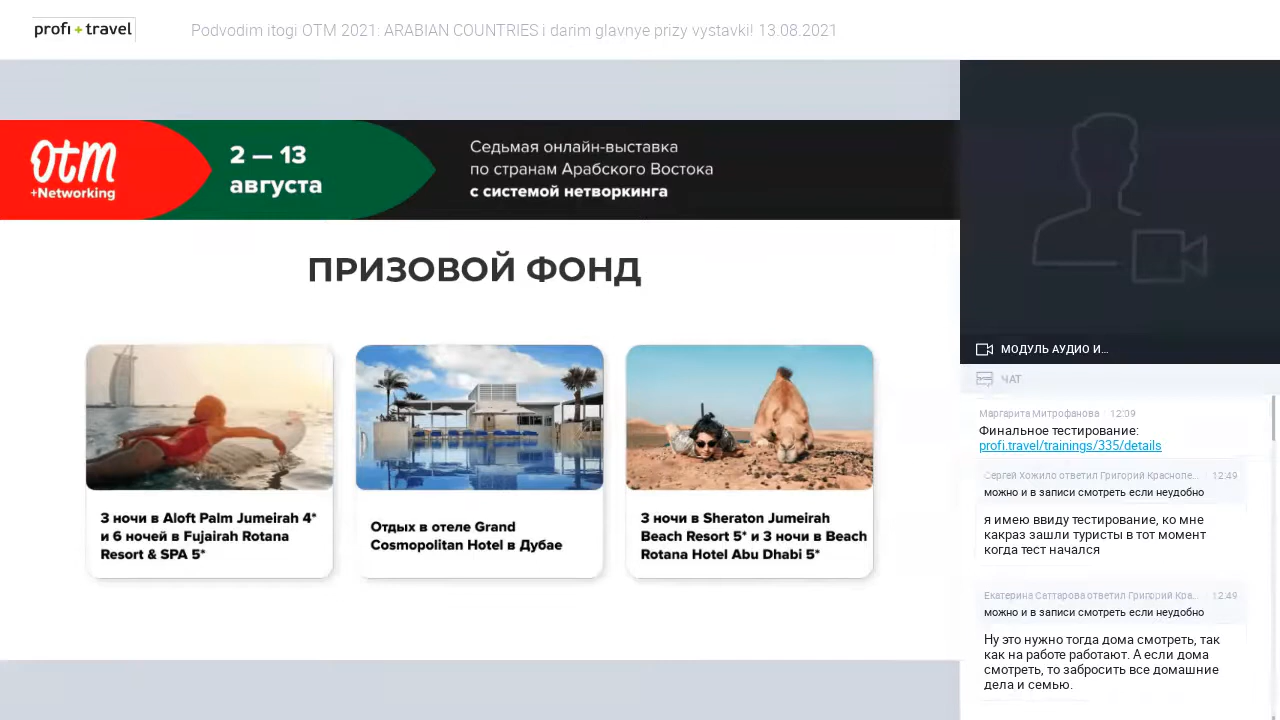 profi + travel
Podvodim itogi OTM 2021: ARABIAN COUNTRIES i darim glavnye prizy vystavki! 13.08.2021
otm
+Networking
2 — 13
августа
Седьмая онлайн-выставка
по странам Арабского Востока
с системой нетворкинга
ПРИЗОВОЙ ФОНД
3 ночи в Aloft Palm Jumeirah 4*
и 6 ночей в Fujairah Rotana
Resort & SPA 5*
Отдых в отеле Grand
Cosmopolitan Hotel в Дубае
3 ночи в Sheraton Jumeirah
Beach Resort 5* и 3 ночи в Beach
Rotana Hotel Abu Dhabi 5*
МОДУЛЬ АУДИО И...
ЧАТ
Маргарита Митрофанова 12:09
Финальное тестирование:
profi.travel/trainings/335/details
Сергей Хожило ответил Григорий Краснопе... 12:49
можно и в записи смотреть если неудобно
я имею ввиду тестирование, ко мне
какраз зашли туристы в тот момент
когда тест начался
Екатерина Саттарова ответил Григорий Кра... 12:49
можно и в записи смотреть если неудобно
Ну это нужно тогда дома смотреть, так
как на работе работают. А если дома
смотреть, то забросить все домашние
дела и семью.